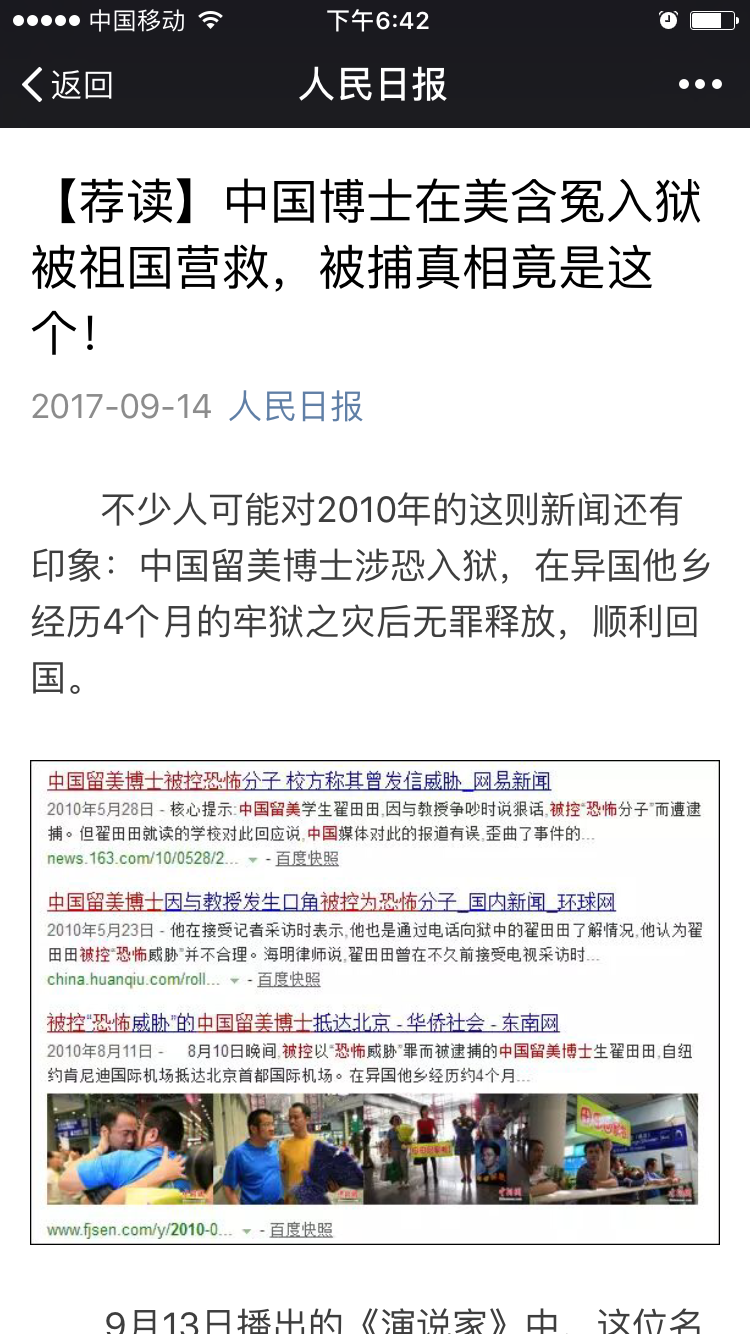 中国移动 下午6:42
返回 人民日报
【荐读】中国博士在美含冤入狱
被祖国营救，被捕真相竟是这
个！
2017-09-14 人民日报
不少人可能对2010年的这则新闻还有
印象：中国留美博士涉恐入狱，在异国他乡
经历4个月的牢狱之灾后无罪释放，顺利回
国。
中国留美博士被控恐怖分子 校方称其曾发信威胁_网易新闻
2010年5月28日 - 核心提示:中国留美学生翟田田,因与教授争吵时说狠话,被控“恐怖分子”而遭逮
捕。但翟田田就读的学校对此回应说,中国媒体对此的报道有误,歪曲了事件的...
news.163.com/10/0528/2... - 百度快照
中国留美博士因与教授发生口角被控为恐怖分子_国内新闻_环球网
2010年5月23日 - 他在接受记者采访时表示,他也是通过电话向狱中的翟田田了解情况,他认为翟
田田被控“恐怖威胁”并不合理。海明律师说,翟田田曾在不久前接受电视采访时...
china.huanqiu.com/roll... - 百度快照
被控“恐怖威胁”的中国留美博士抵达北京 - 华侨社会 - 东南网
2010年8月11日 - 8月10日晚间,被控以“恐怖威胁”罪而被逮捕的中国留美博士生翟田田,自纽
约肯尼迪国际机场抵达北京首都国际机场。在异国他乡经历约4个月...
www.fjsen.com/y/2010-0... - 百度快照
9月13日播出的《演说家》中，这位名